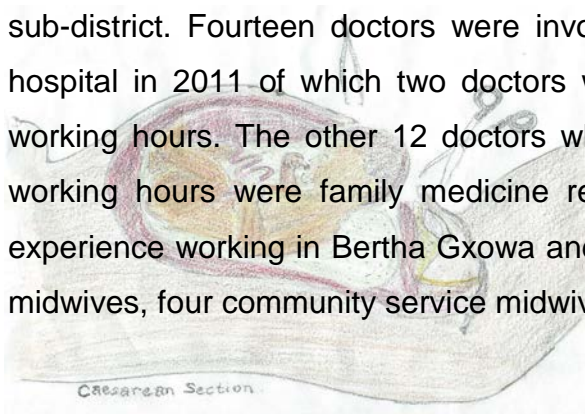 sub-district. Fourteen doctors were invo
hospital in 2011 of which two doctors w
working hours. The other 12 doctors w
working hours were family medicine re
experience working in Bertha Gxowa and
midwives, four community service midwiv
Caesarean Section